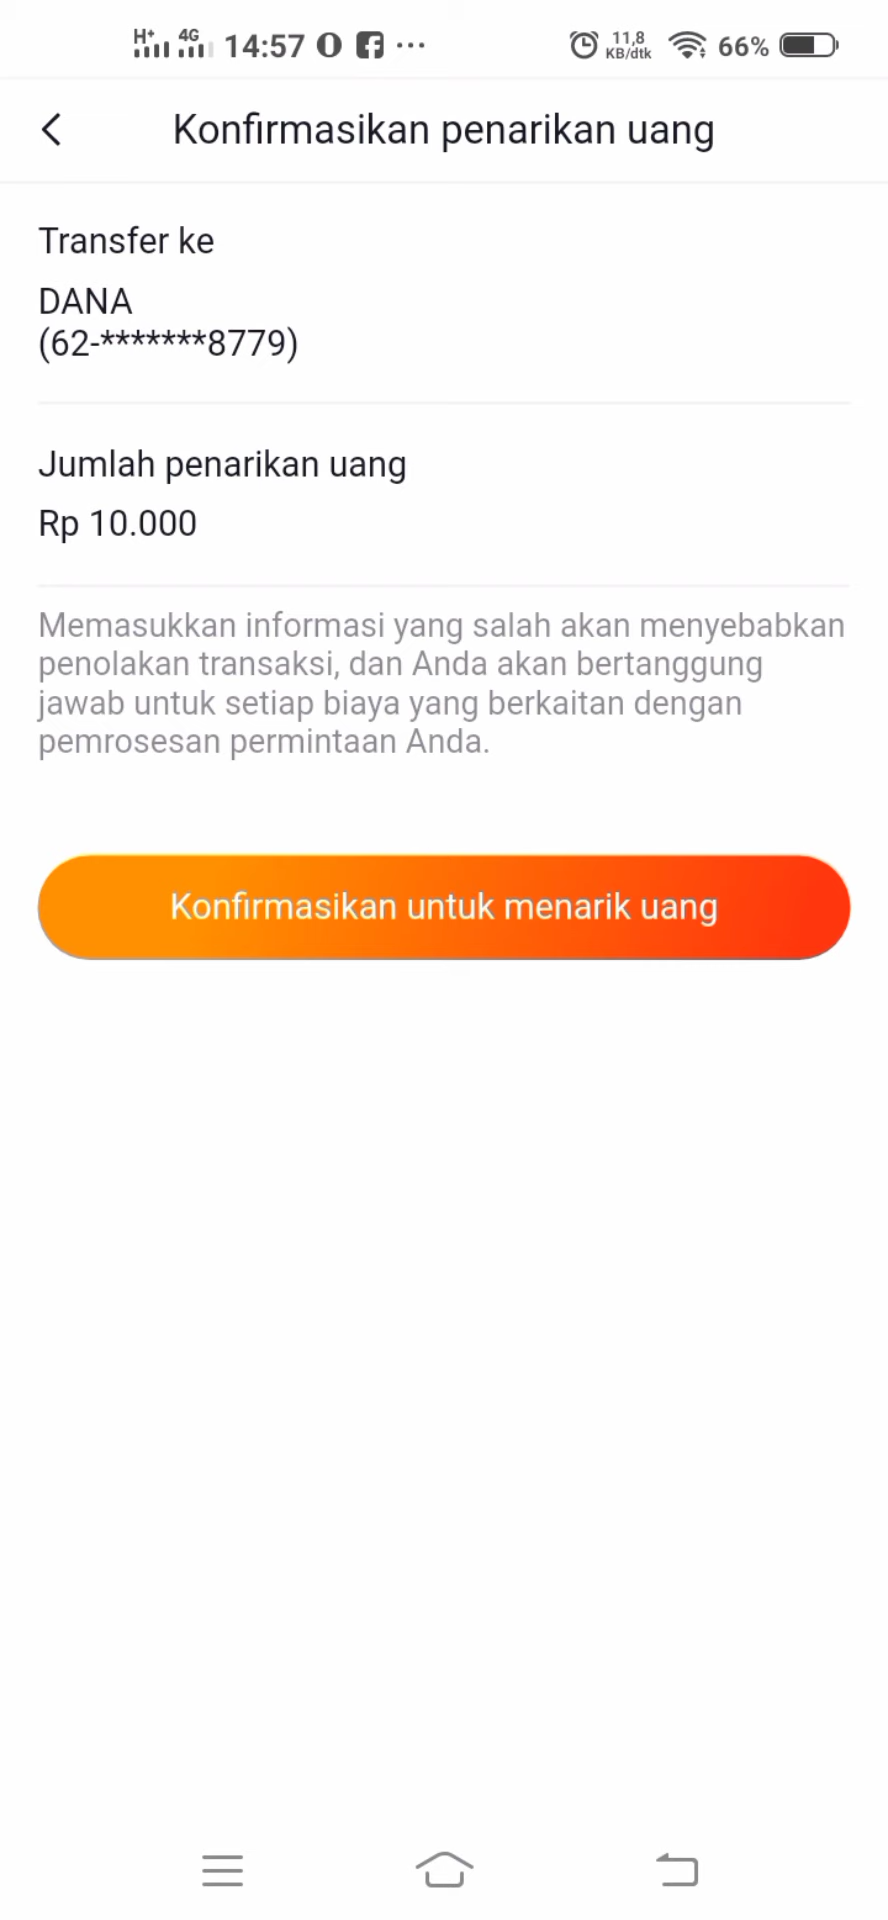 H+ 4G 14:57 ... 11,8 KB/dtk 66%
Konfirmasikan penarikan uang
Transfer ke
DANA
(62-*******8779)
Jumlah penarikan uang
Rp 10.000
Memasukkan informasi yang salah akan menyebabkan
penolakan transaksi, dan Anda akan bertanggung
jawab untuk setiap biaya yang berkaitan dengan
pemrosesan permintaan Anda.
Konfirmasikan untuk menarik uang